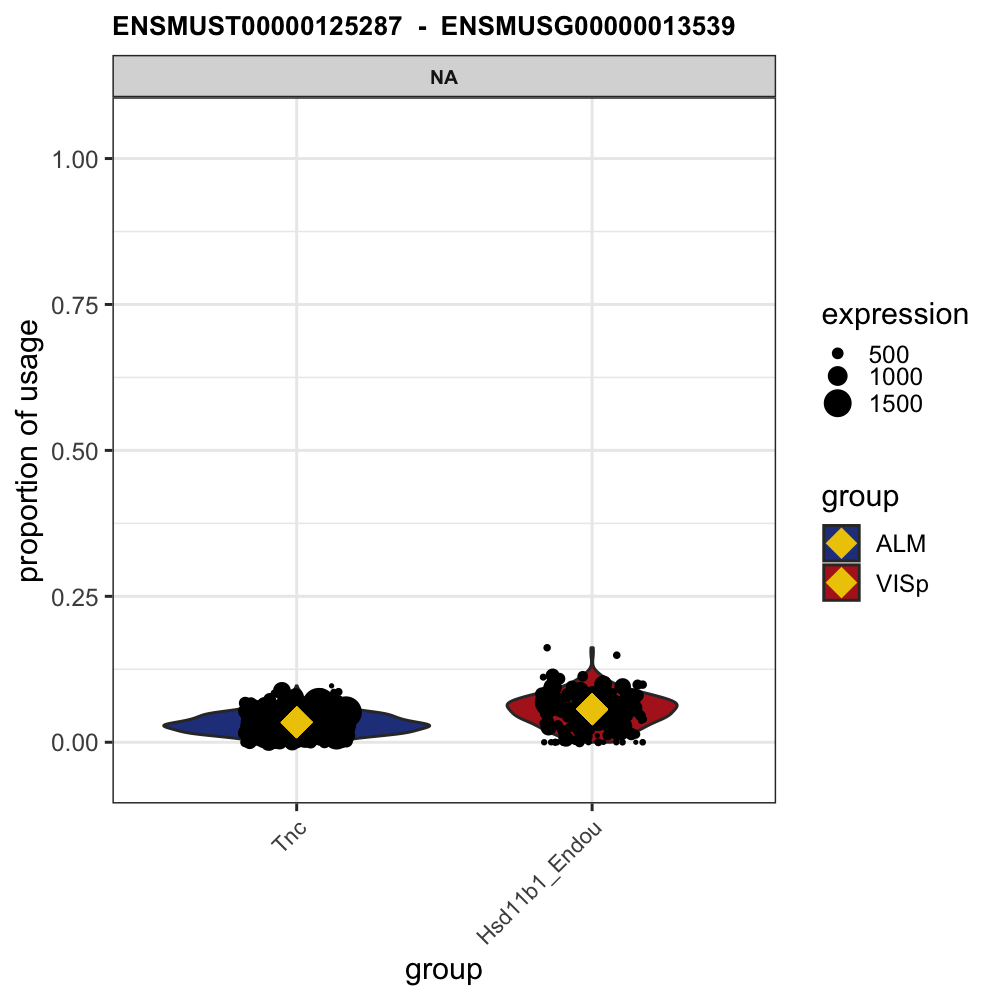 ENSMUST00000125287 - ENSMUSG00000013539
NA
proportion of usage
1.00
0.75
0.50
0.25
0.00
Tnc
Hsd11b1_Endou
group
expression
500
1000
1500
group
ALM
VISp